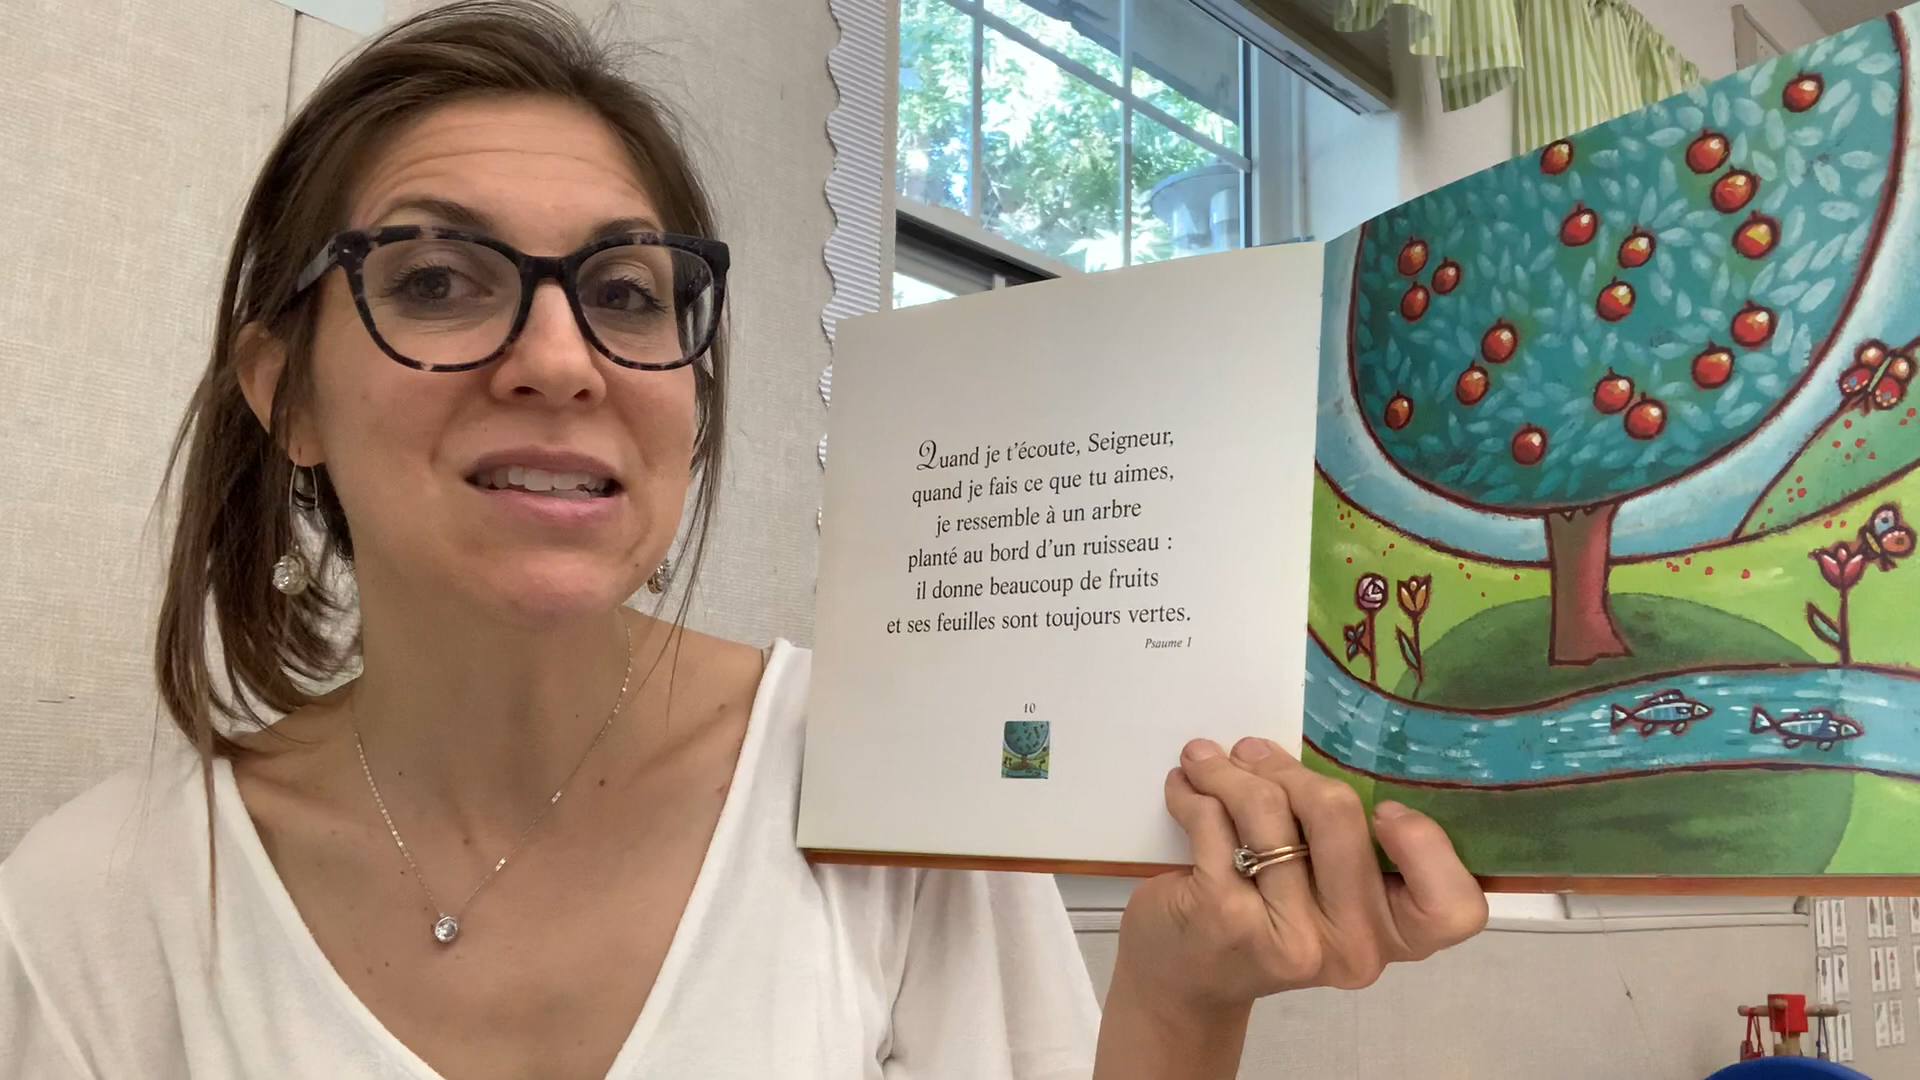 Quand je t'écoute, Seigneur,
quand je fais ce que tu aimes,
je ressemble à un arbre
planté au bord d'un ruisseau :
il donne beaucoup de fruits
et ses feuilles sont toujours vertes.
Psaume 1
10